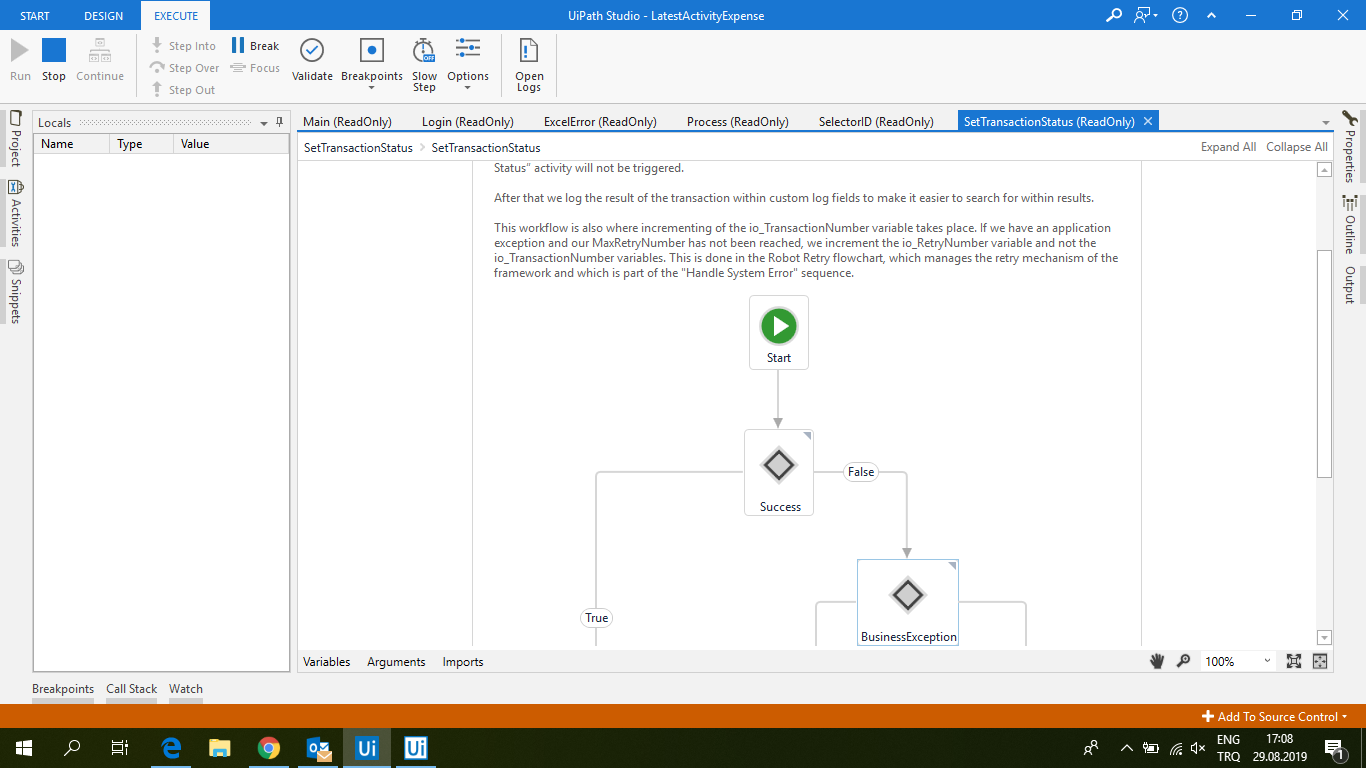 START DESIGN EXECUTE UiPath Studio - LatestActivityExpense
Run Stop Continue
Step Into Break
Step Over Focus
Step Out
Validate Breakpoints Slow Step Options Open Logs
OFF
Locals
Name Type Value
Project
Activities
Snippets
Main (ReadOnly) Login (ReadOnly) ExcelError (ReadOnly) Process (ReadOnly) SelectorID (ReadOnly) SetTransactionStatus (ReadOnly)
SetTransactionStatus SetTransactionStatus Expand All Collapse All
Status" activity will not be triggered.
After that we log the result of the transaction within custom log fields to make it easier to search for within results.
This workflow is also where incrementing of the io_TransactionNumber variable takes place. If we have an application
exception and our MaxRetryNumber has not been reached, we increment the io_RetryNumber variable and not the
io_TransactionNumber variables. This is done in the Robot Retry flowchart, which manages the retry mechanism of the
framework and which is part of the "Handle System Error" sequence.
Start
Success
False
True
BusinessException
Properties
Outline
Output
Variables Arguments Imports 100%
Breakpoints Call Stack Watch
Add To Source Control
Ui Ui
ENG 17:08
TRQ 29.08.2019
1